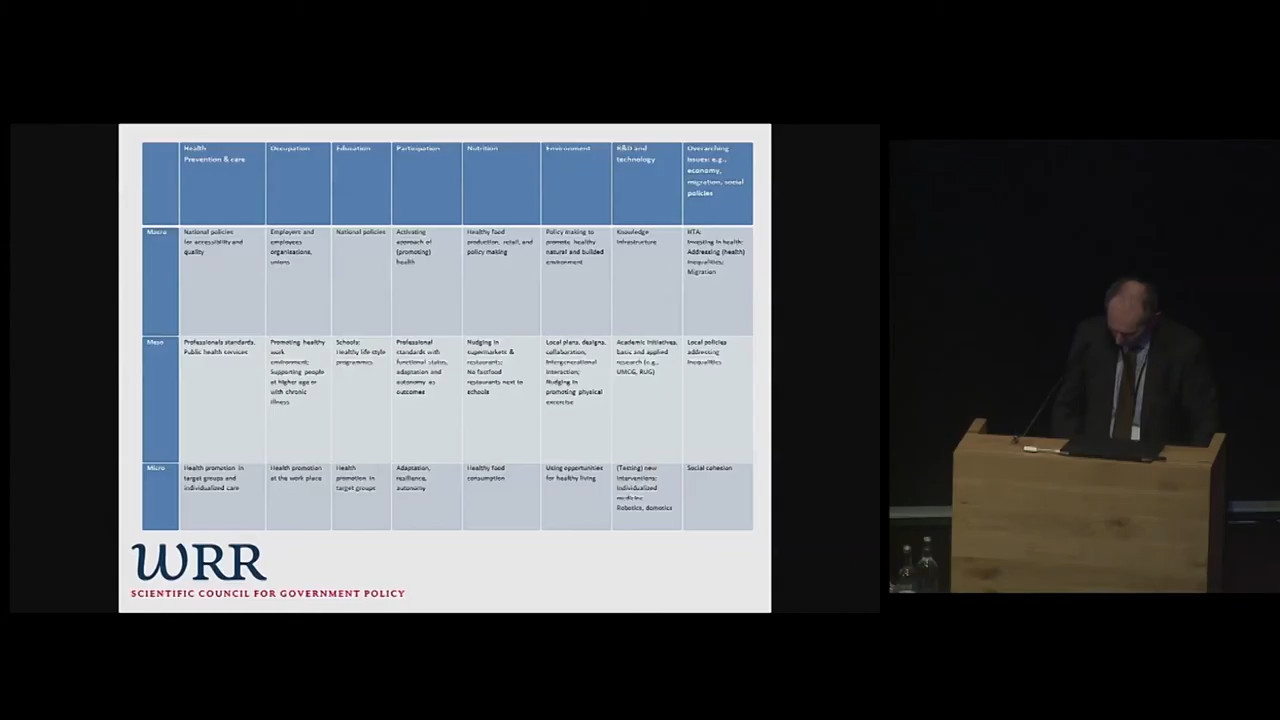 Health
Prevention & care
Occupation
Education
Participation
Nutrition
Environment
R&D and
technology
Overarching
issues: e.g.,
economy,
migration, social
policies
Macro
National policies
for accessibility and
quality
Employers and
employees
organisations,
unions
National policies
Activating
approach of
(promoting)
health
Healthy food
production, retail, and
policy making
Policy making to
promote healthy
natural and builded
environment
Knowledge
infrastructure
HTA;
Investing in health;
Addressing (health)
inequalities;
Migration
Meso
Professionals standards.
Public health services
Promoting healthy
work
environment;
Supporting people
at higher age or
with chronic
illness
Schools:
Healthy life style
programmes
Professional
standards with
functional status,
adaptation and
autonomy as
outcomes
Nudging in
supermarkets &
restaurants;
No fastfood
restaurants next to
schools
Local plans, designs,
collaboration;
Intergenerational
interaction;
Nudging in
promoting physical
excercise
Academic initiatives,
basic and applied
research (e.g.,
UMCG, RUG)
Local policies
addressing
inequalities
Micro
Health promotion in
target groups and
individualized care
Health promotion
at the work place
Health
promotion in
target groups
Adaptation,
resilience,
autonomy
Healthy food
consumption
Using opportunities
for healthy living
(Testing) new
interventions:
Individualized
medicine
Robotics, domotica
Social cohesion
WRR
SCIENTIFIC COUNCIL FOR GOVERNMENT POLICY